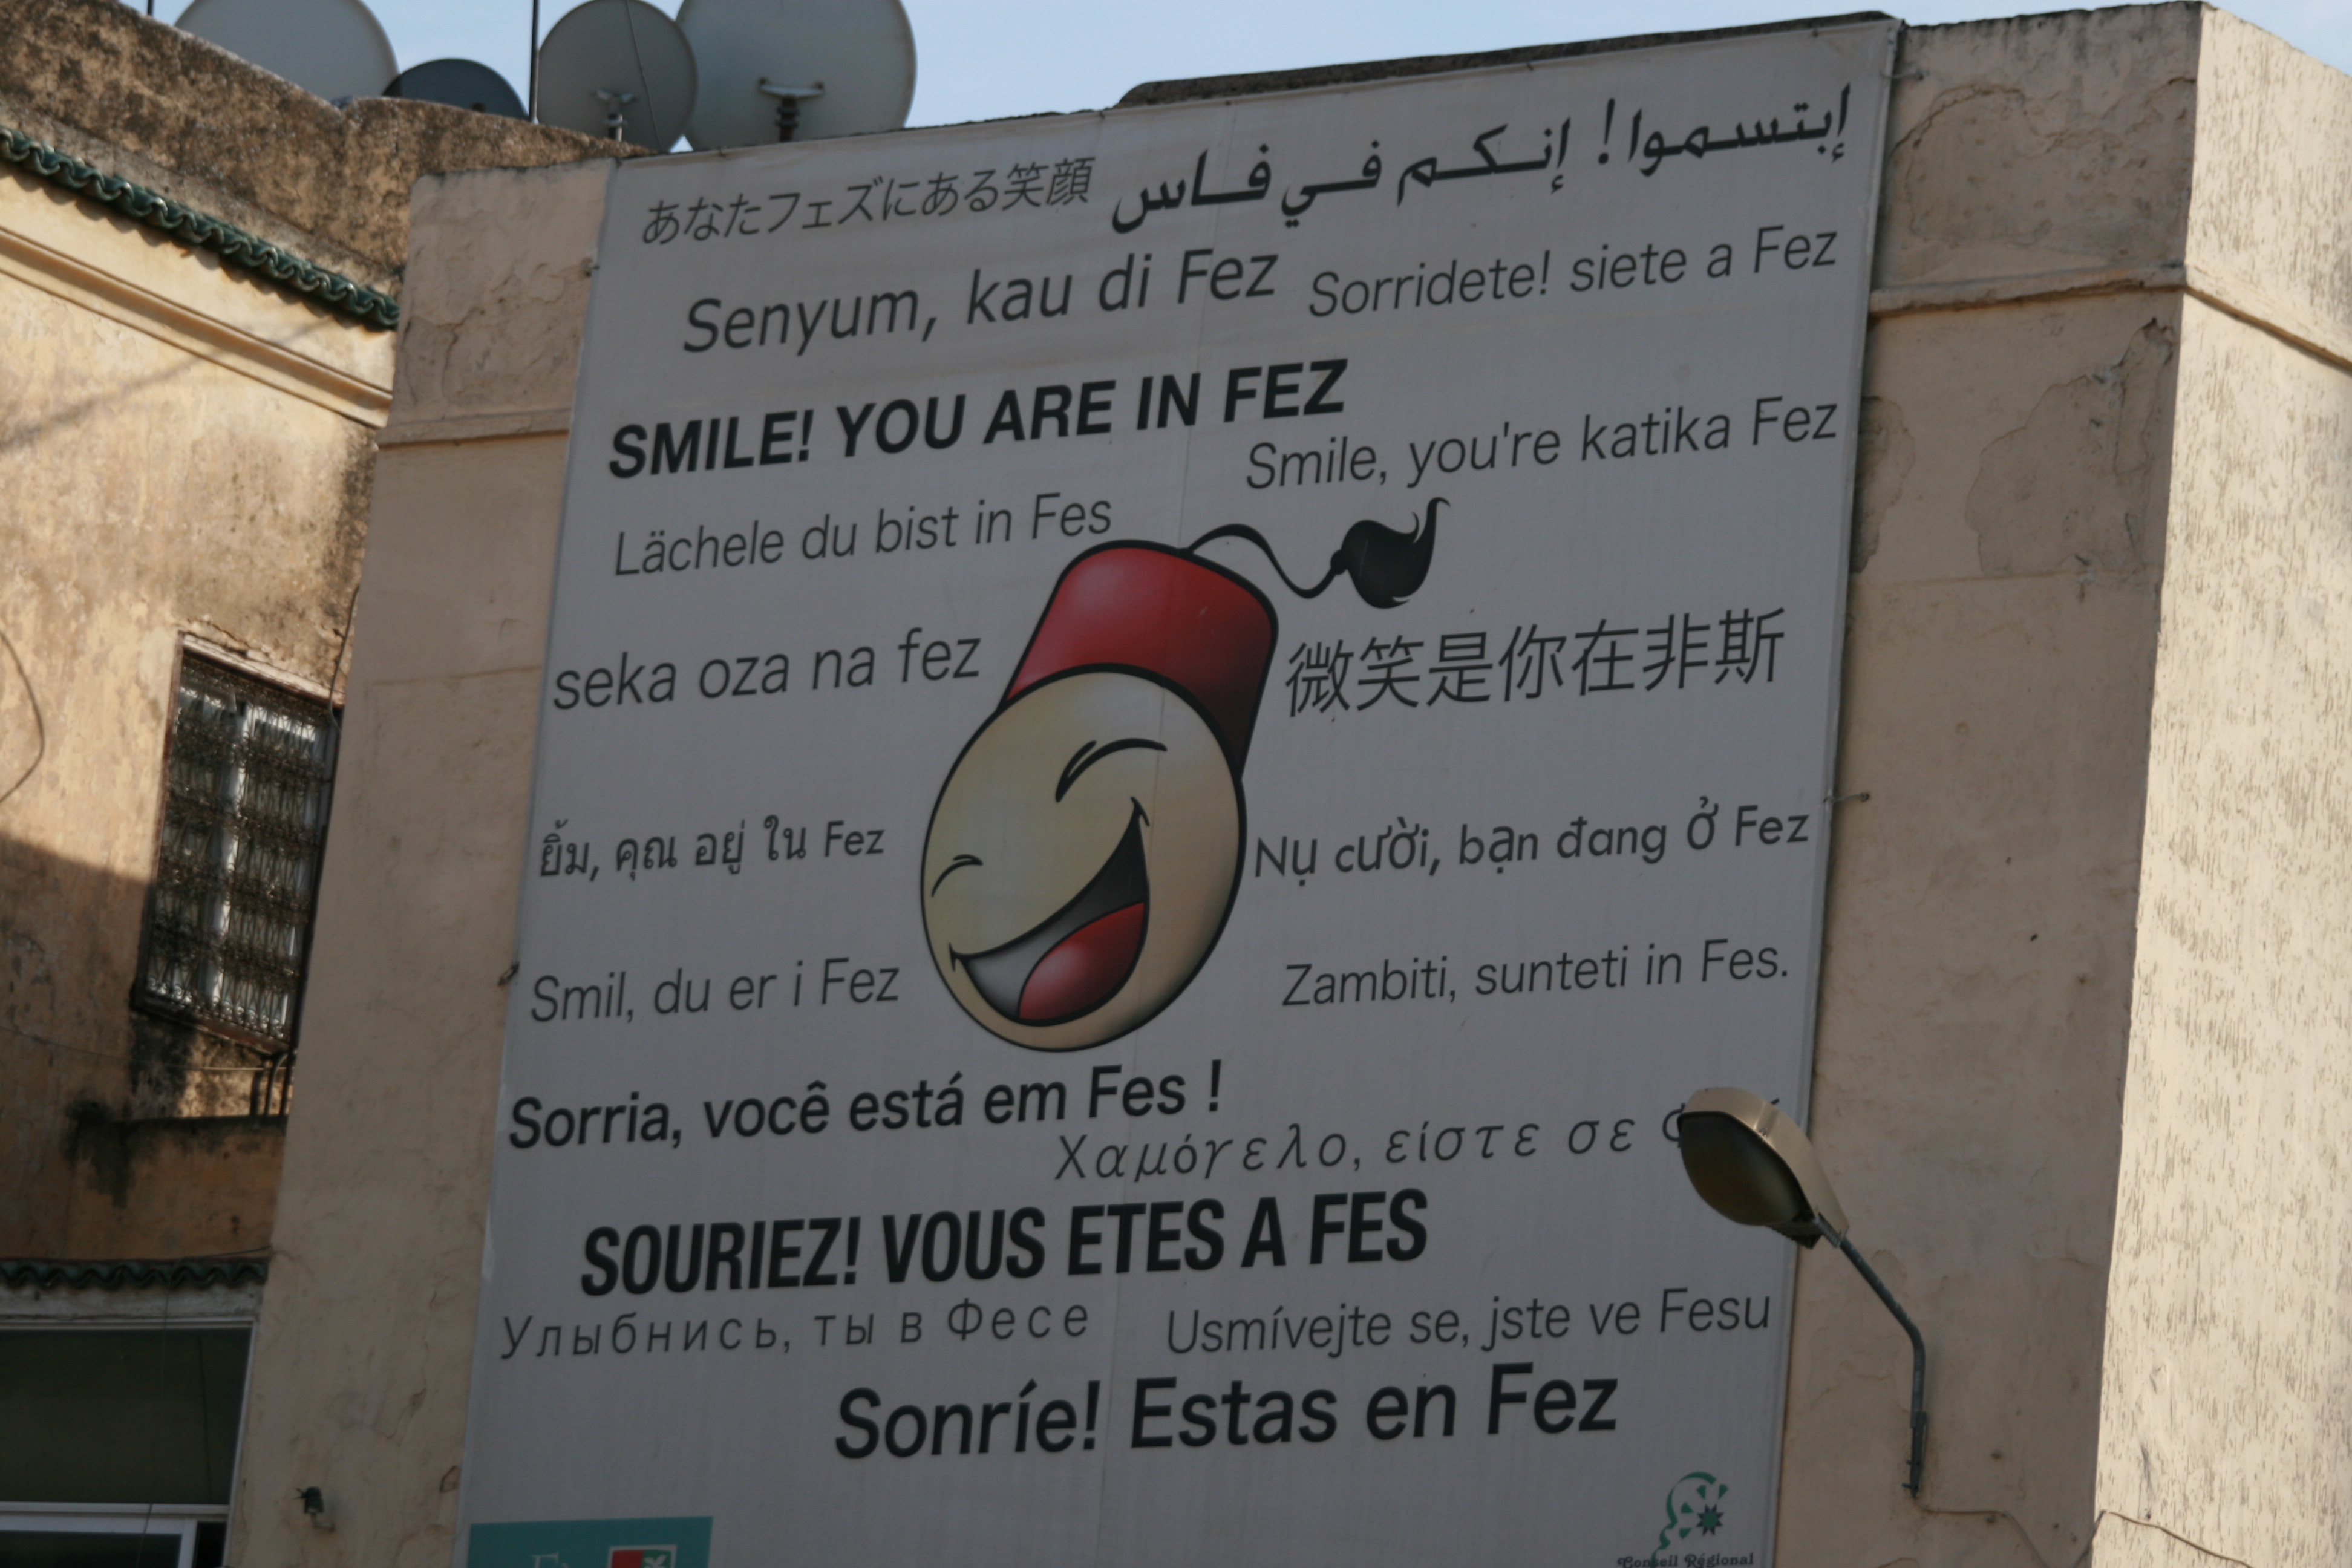 إبتسموا! إنكم في فاس
あなたフェズにある笑顔
Senyum, kau di Fez
Sorridete! siete a Fez
SMILE! YOU ARE IN FEZ
Smile, you're katika Fez
Lächele du bist in Fes
seka oza na fez
微笑是你在非斯
ยิ้ม, คุณ อยู่ ใน Fez
Nụ cười, bạn đang ở Fez
Smil, du er i Fez
Zambiti, sunteti in Fes.
Sorria, você está em Fes !
Χαμόγελο, είστε σε
SOURIEZ! VOUS ETES A FES
Улыбнись, ты в Фесе
Usmívejte se, jste ve Fesu
Sonríe! Estas en Fez
Conseil Régional